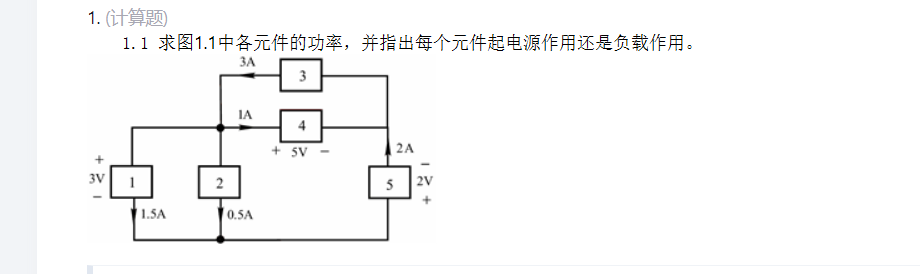 1. (计算题)
1.1 求图1.1中各元件的功率，并指出每个元件起电源作用还是负载作用。
3A
3
1A
4
+ 5V −
2A
+
3V
−
1
2
5
−
2V
+
1.5A
0.5A